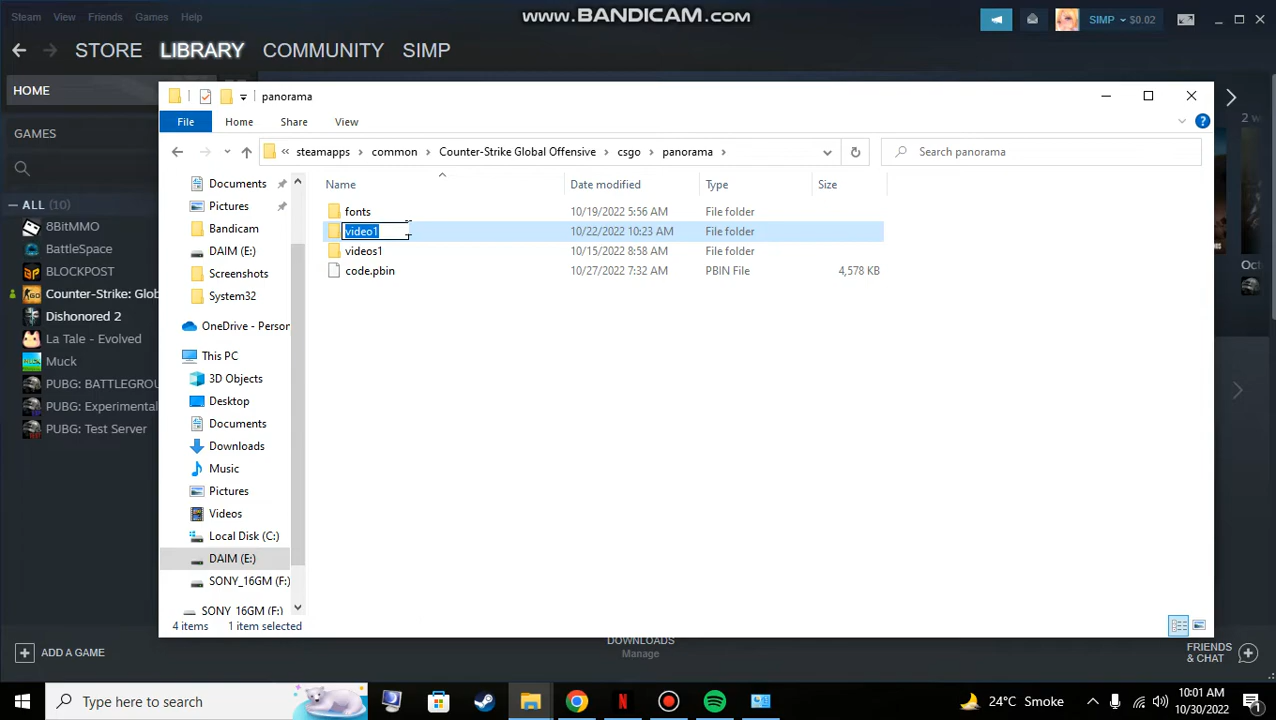 Steam View Friends Games Help
www.BANDICAM.com
SIMP $0.02
STORE LIBRARY COMMUNITY SIMP
HOME
GAMES
ALL (10)
8BitMMO
BattleSpace
BLOCKPOST
Counter-Strike: Glob
Dishonored 2
La Tale - Evolved
Muck
PUBG: BATTLEGROU
PUBG: Experimenta
PUBG: Test Server
2 w
Oct
panorama
File Home Share View
« steamapps › common › Counter-Strike Global Offensive › csgo › panorama ›
Search panorama
Name Date modified Type Size
fonts 10/19/2022 5:56 AM File folder
video1 10/22/2022 10:23 AM File folder
videos1 10/15/2022 8:58 AM File folder
code.pbin 10/27/2022 7:32 AM PBIN File 4,578 KB
Documents
Pictures
Bandicam
DAIM (E:)
Screenshots
System32
OneDrive - Person
This PC
3D Objects
Desktop
Documents
Downloads
Music
Pictures
Videos
Local Disk (C:)
DAIM (E:)
SONY_16GM (F:)
SONY_16GM (F:)
4 items 1 item selected
DOWNLOADS
Manage
ADD A GAME
FRIENDS
& CHAT
Type here to search
24°C Smoke
10:01 AM
10/30/2022
1